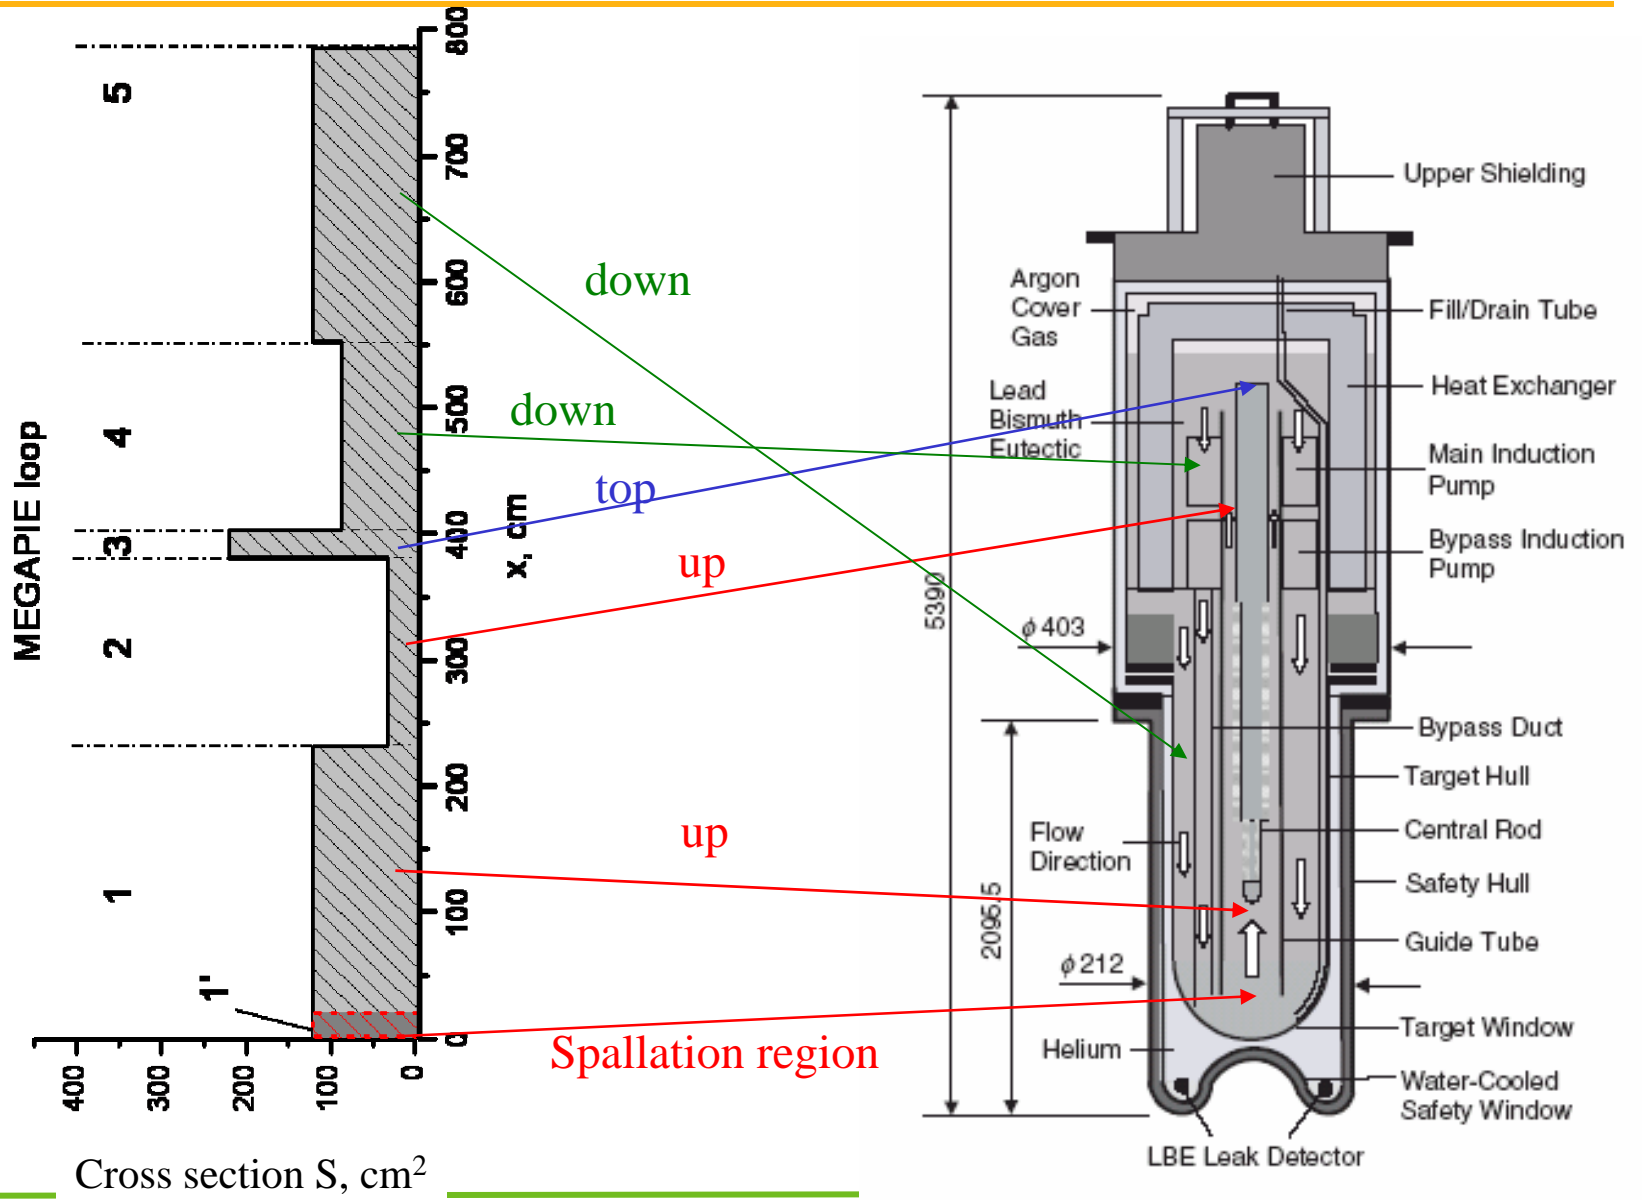 MEGAPIE loop
5
4
3
2
1
1'
800
700
600
500
400
300
200
100
0
x, cm
400
300
200
100
0
Cross section S, cm²
down
down
top
up
up
Spallation region
5390
2095.5
ϕ 403
ϕ 212
Upper Shielding
Argon
Cover
Gas
Fill/Drain Tube
Lead
Bismuth
Eutectic
Heat Exchanger
Main Induction
Pump
Bypass Induction
Pump
Bypass Duct
Target Hull
Flow
Direction
Central Rod
Safety Hull
Guide Tube
Target Window
Helium
Water-Cooled
Safety Window
LBE Leak Detector